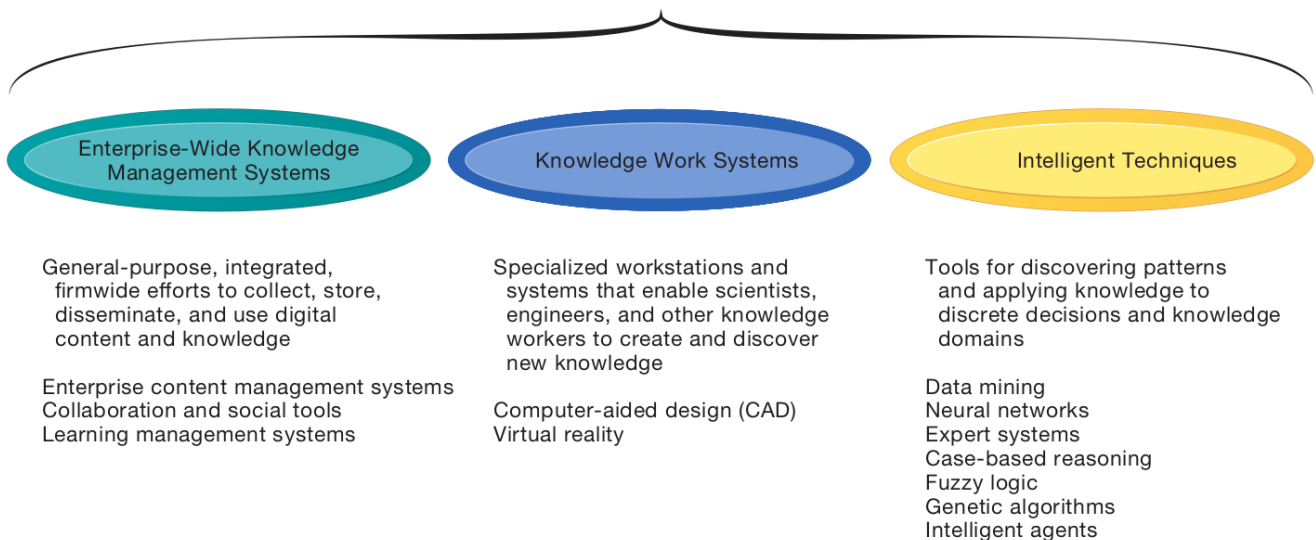 Enterprise-Wide Knowledge
Management Systems
General-purpose, integrated,
firmwide efforts to collect, store,
disseminate, and use digital
content and knowledge
Enterprise content management systems
Collaboration and social tools
Learning management systems
Knowledge Work Systems
Specialized workstations and
systems that enable scientists,
engineers, and other knowledge
workers to create and discover
new knowledge
Computer-aided design (CAD)
Virtual reality
Intelligent Techniques
Tools for discovering patterns
and applying knowledge to
discrete decisions and knowledge
domains
Data mining
Neural networks
Expert systems
Case-based reasoning
Fuzzy logic
Genetic algorithms
Intelligent agents